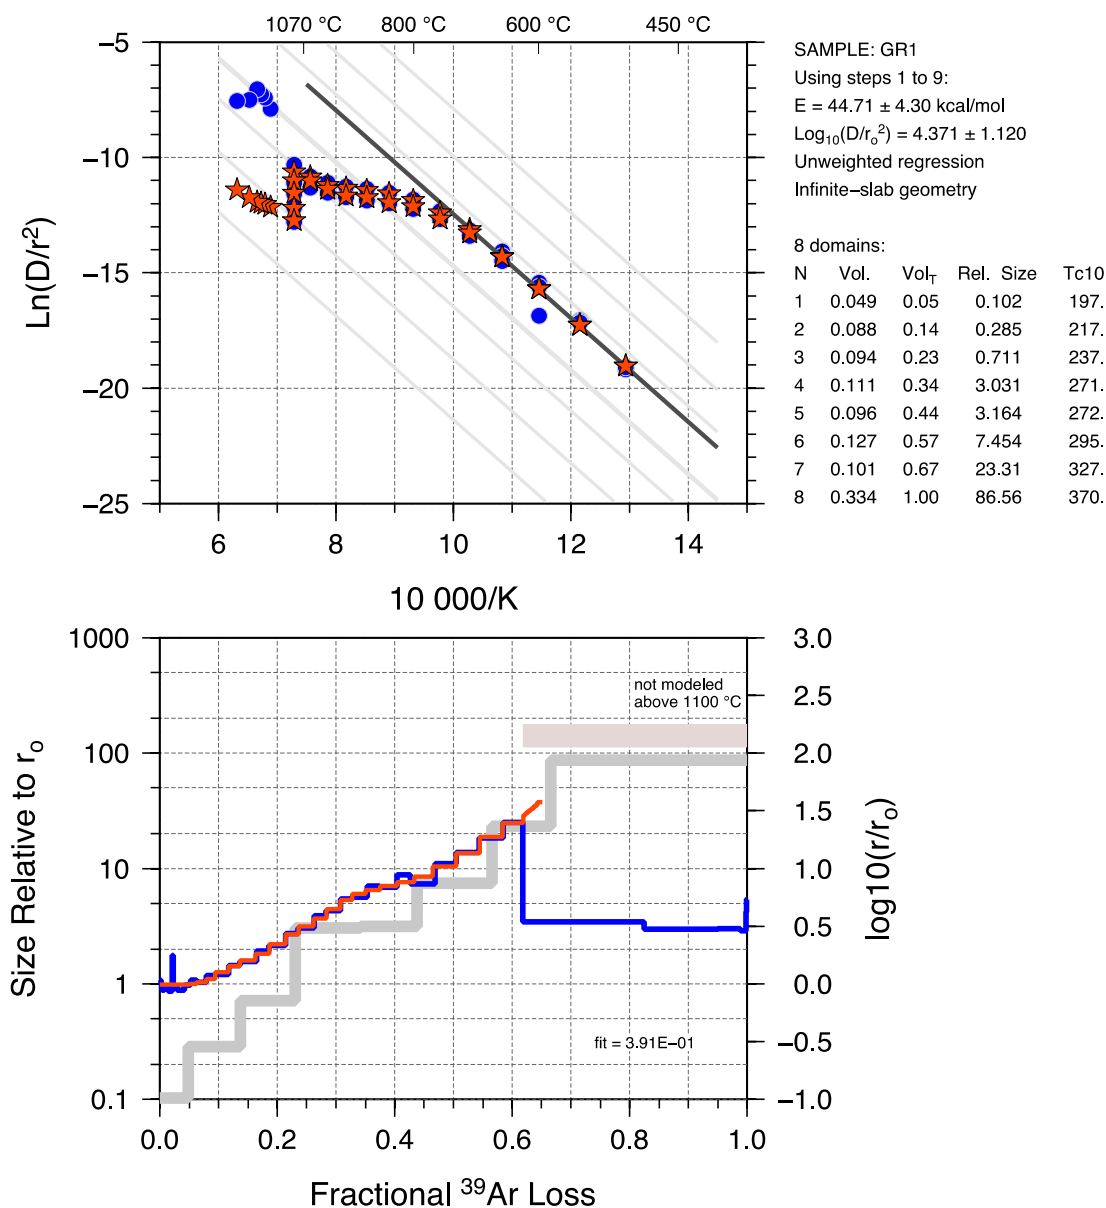 1070 °C 800 °C 600 °C 450 °C
−5
−10
−15
−20
−25
Ln(D/r²)
6 8 10 12 14
10 000/K
SAMPLE: GR1
Using steps 1 to 9:
E = 44.71 ± 4.30 kcal/mol
Log₁₀(D/rₒ²) = 4.371 ± 1.120
Unweighted regression
Infinite−slab geometry
8 domains:
N Vol. Vol_T Rel. Size Tc10
1 0.049 0.05 0.102 197.
2 0.088 0.14 0.285 217.
3 0.094 0.23 0.711 237.
4 0.111 0.34 3.031 271.
5 0.096 0.44 3.164 272.
6 0.127 0.57 7.454 295.
7 0.101 0.67 23.31 327.
8 0.334 1.00 86.56 370.
1000
100
10
1
0.1
Size Relative to rₒ
not modeled
above 1100 °C
fit = 3.91E−01
3.0
2.5
2.0
1.5
1.0
0.5
0.0
−0.5
−1.0
log10(r/rₒ)
0.0 0.2 0.4 0.6 0.8 1.0
Fractional ³⁹Ar Loss